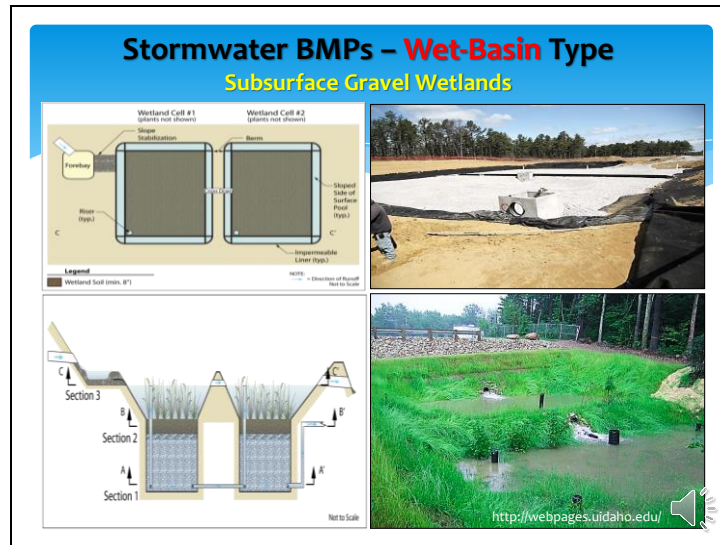 Stormwater BMPs – Wet-Basin Type
Subsurface Gravel Wetlands
Wetland Cell #1
(plants not shown)
Wetland Cell #2
(plants not shown)
Slope
Stabilization
Berm
Forebay
Sloped
Side of
Surface
Pool
(typ.)
Riser
(typ.)
C
C'
Impermeable
Liner (typ.)
Legend
Wetland Soil (min. 8")
NOTE:
= Direction of Runoff
Not to Scale
C
C'
Section 3
B
B'
Section 2
A
A'
Section 1
Not to Scale
http://webpages.uidaho.edu/